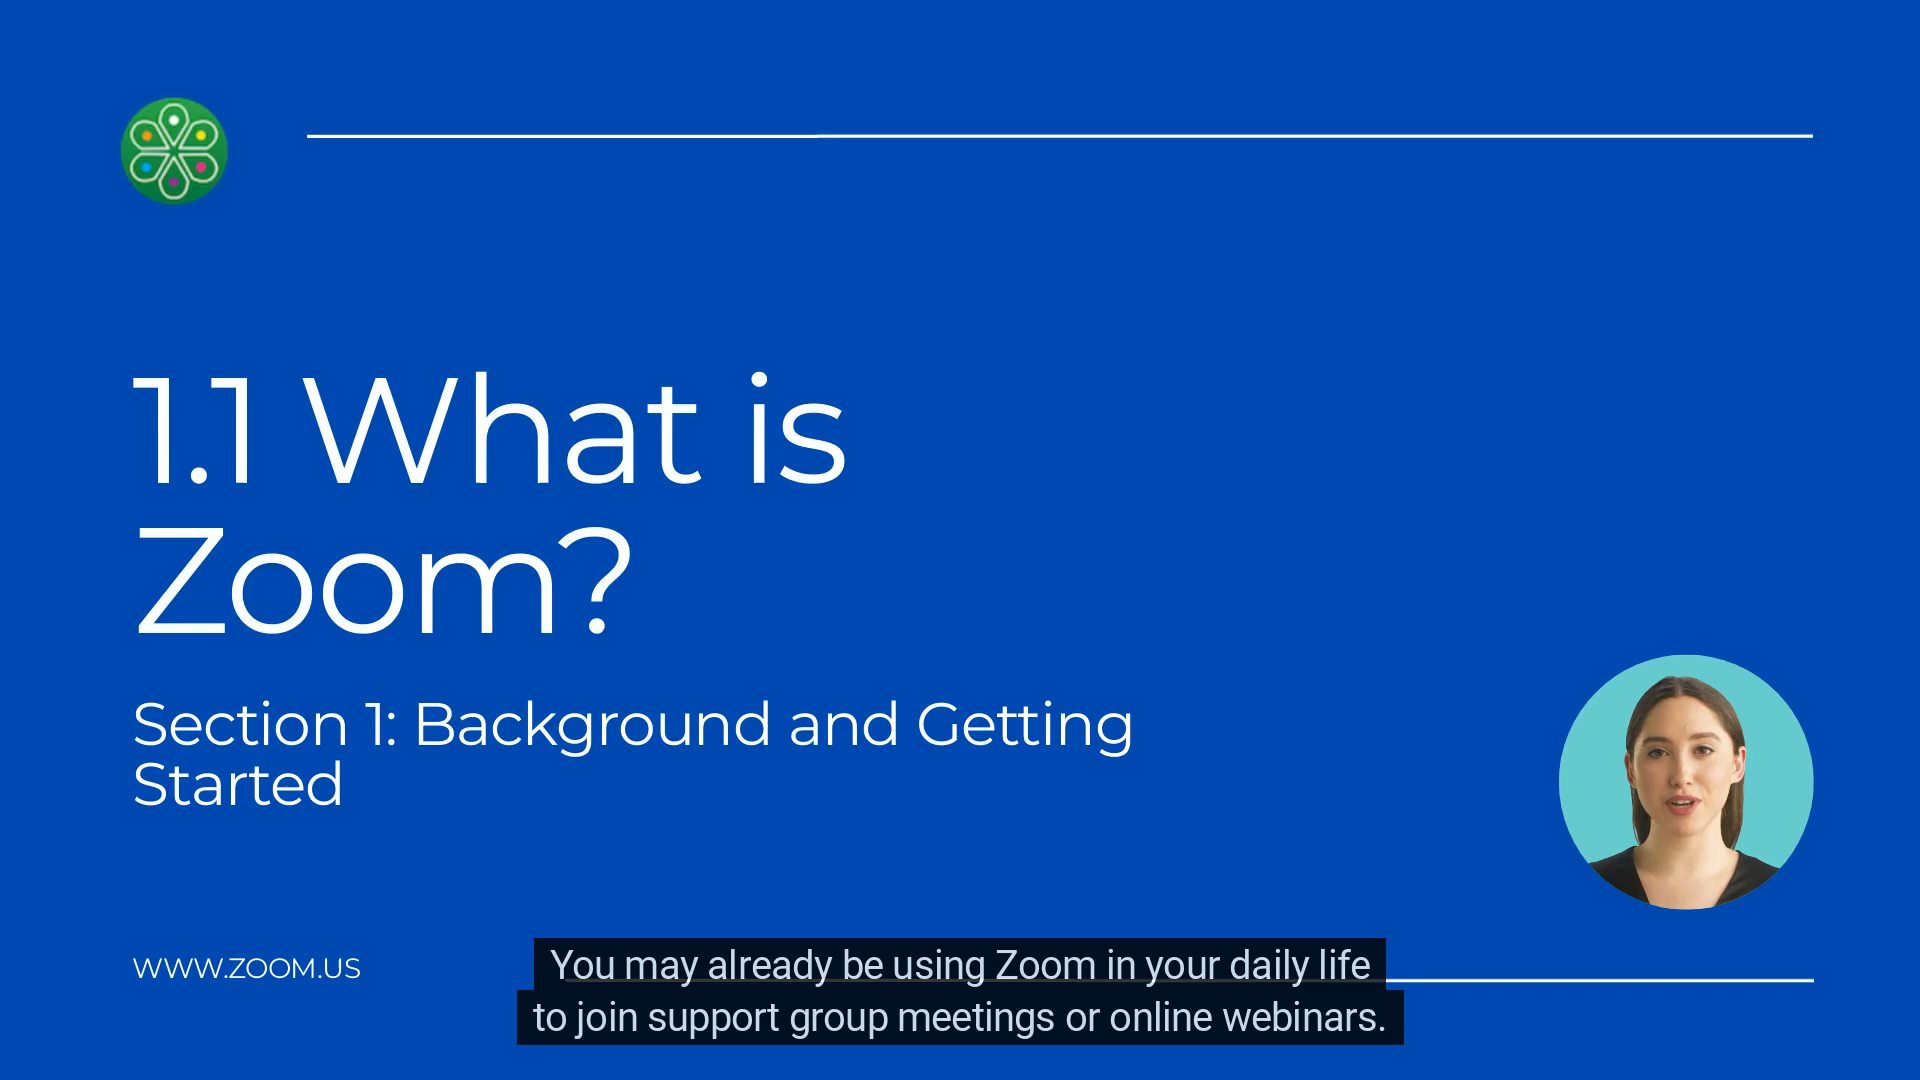 1.1 What is
Zoom?
Section 1: Background and Getting
Started
WWW.ZOOM.US
You may already be using Zoom in your daily life
to join support group meetings or online webinars.